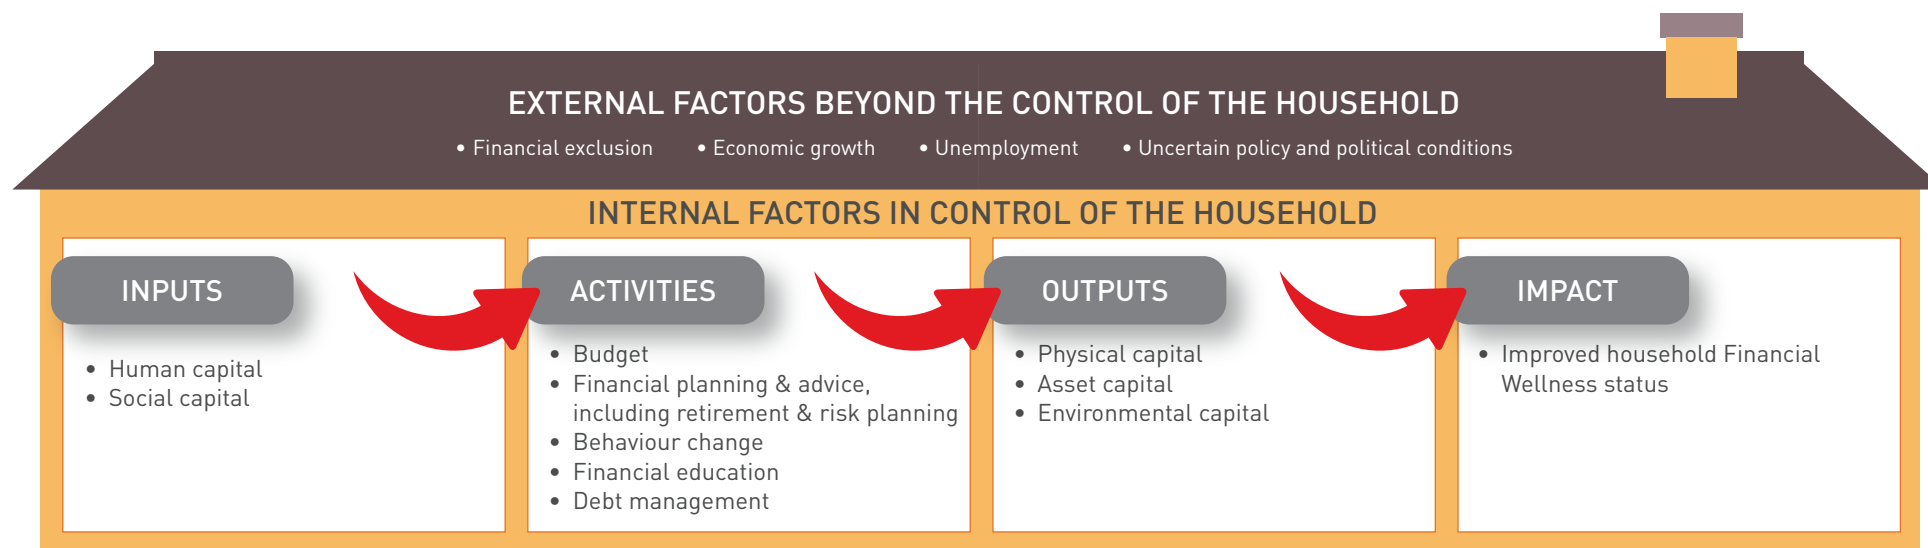 EXTERNAL FACTORS BEYOND THE CONTROL OF THE HOUSEHOLD
• Financial exclusion • Economic growth • Unemployment • Uncertain policy and political conditions
INTERNAL FACTORS IN CONTROL OF THE HOUSEHOLD
INPUTS
• Human capital
• Social capital
ACTIVITIES
• Budget
• Financial planning & advice,
including retirement & risk planning
• Behaviour change
• Financial education
• Debt management
OUTPUTS
• Physical capital
• Asset capital
• Environmental capital
IMPACT
• Improved household Financial
Wellness status